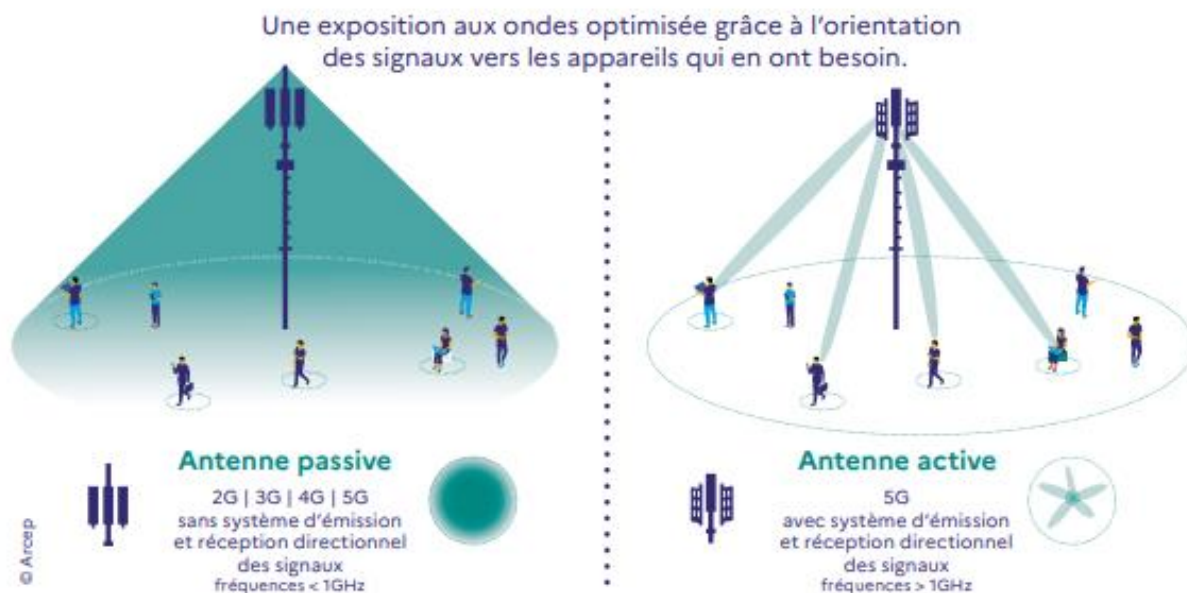 Une exposition aux ondes optimisée grâce à l'orientation
des signaux vers les appareils qui en ont besoin.
Antenne passive
2G | 3G | 4G | 5G
sans système d'émission
et réception directionnel
des signaux
fréquences < 1GHz
Antenne active
5G
avec système d'émission
et réception directionnel
des signaux
fréquences > 1GHz
© Arcep